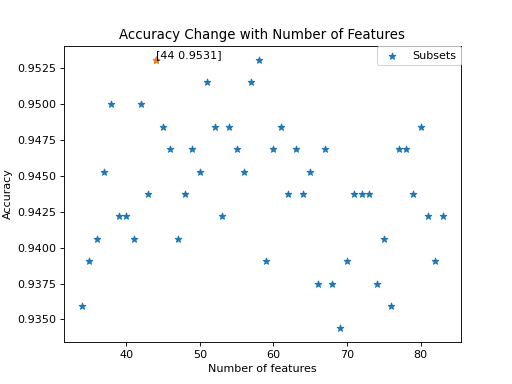 Accuracy Change with Number of Features
[44 0.9531]
Subsets
0.9525
0.9500
0.9475
0.9450
0.9425
0.9400
0.9375
0.9350
Accuracy
40 50 60 70 80
Number of features